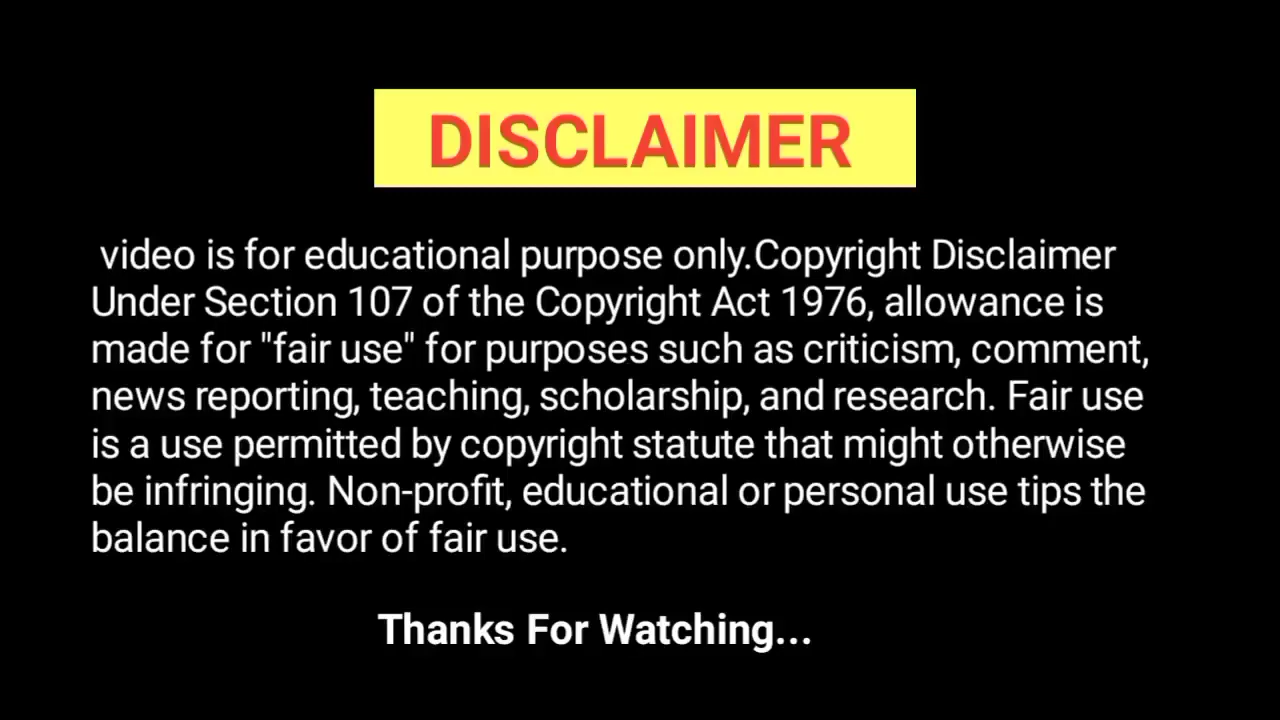 DISCLAIMER
video is for educational purpose only.Copyright Disclaimer
Under Section 107 of the Copyright Act 1976, allowance is
made for "fair use" for purposes such as criticism, comment,
news reporting, teaching, scholarship, and research. Fair use
is a use permitted by copyright statute that might otherwise
be infringing. Non-profit, educational or personal use tips the
balance in favor of fair use.
Thanks For Watching...